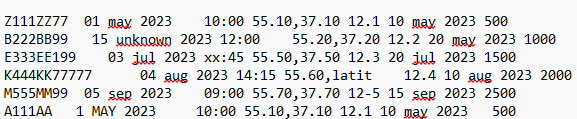 Z111ZZ77  01 may 2023    10:00 55.10,37.10 12.1 10 may 2023 500
B222BB99   15 unknown 2023 12:00    55.20,37.20 12.2 20 may 2023 1000
E333EE199    03 jul 2023 xx:45 55.50,37.50 12.3 20 jul 2023 1500
K444KK77777      04 aug 2023 14:15 55.60,latit    12.4 10 aug 2023 2000
M555MM99  05 sep 2023    09:00 55.70,37.70 12-5 15 sep 2023 2500
A111AA   1 MAY 2023      10:00 55.10,37.10 12.1 10 may 2023   500